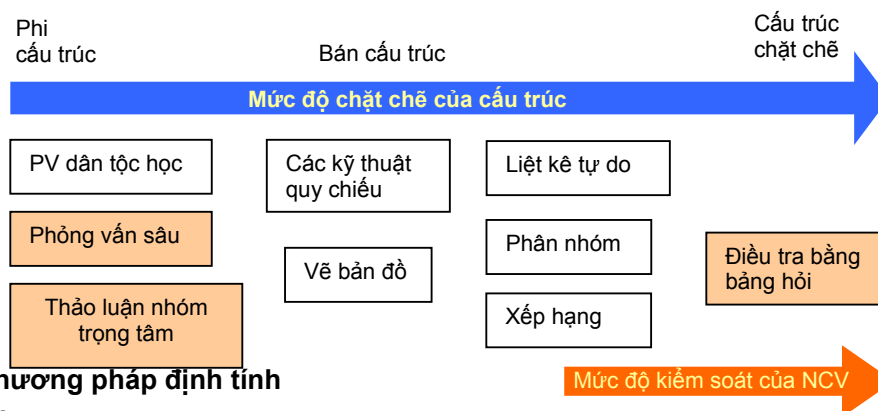 Phi
cấu trúc
Bán cấu trúc
Cấu trúc
chặt chẽ
Mức độ chặt chẽ của cấu trúc
PV dân tộc học
Các kỹ thuật
quy chiếu
Liệt kê tự do
Phỏng vấn sâu
Phân nhóm
Vẽ bản đồ
Điều tra bằng
bảng hỏi
Thảo luận nhóm
trọng tâm
Xếp hạng
hương pháp định tính
Mức độ kiểm soát của NCV